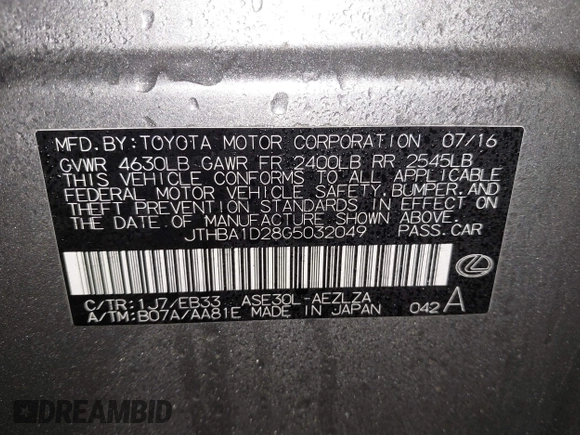 MFD.BY:TOYOTA MOTOR CORPORATION 07/16
GVWR 4630LB GAWR FR 2400LB RR 2545LB
THIS VEHICLE CONFORMS TO ALL APPLICABLE
FEDERAL MOTOR VEHICLE SAFETY,BUMPER,AND
THEFT PREVENTION STANDARDS IN EFFECT ON
THE DATE OF MANUFACTURE SHOWN ABOVE.
JTHBA1D28G5032049 PASS.CAR
C/TR:1J7/EB33 ASE30L-AEZLZA
A/TM:B07A/AA81E MADE IN JAPAN 042 A
DREAMBID